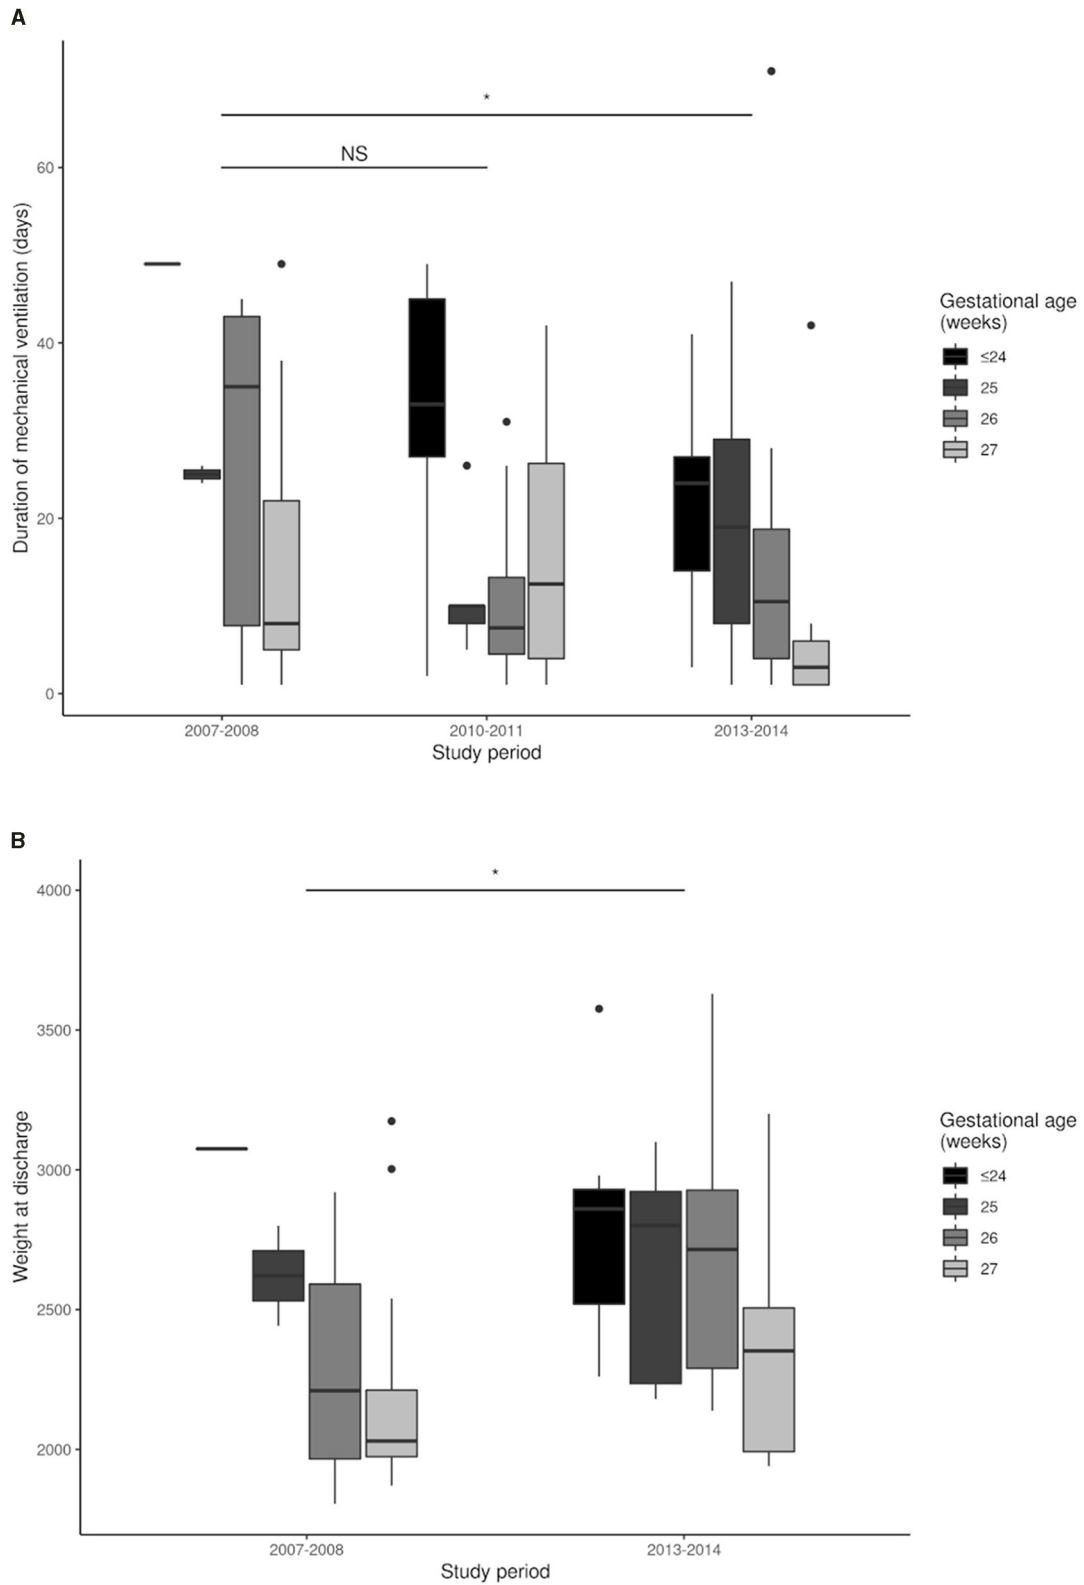 A
*
NS
60
40
20
0
Duration of mechanical ventilation (days)
2007-2008
2010-2011
2013-2014
Study period
Gestational age
(weeks)
≤24
25
26
27
B
*
4000
3500
3000
2500
2000
Weight at discharge
2007-2008
2013-2014
Study period
Gestational age
(weeks)
≤24
25
26
27